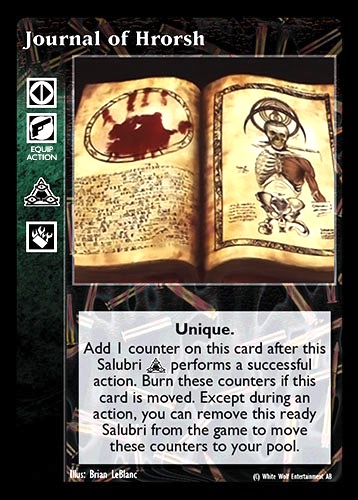 Journal of Hrorsh
EQUIP
ACTION
Unique.
Add 1 counter on this card after this
Salubri performs a successful
action. Burn these counters if this
card is moved. Except during an
action, you can remove this ready
Salubri from the game to move
these counters to your pool.
Illus: Brian LeBlanc
(C) White Wolf Entertainment AB